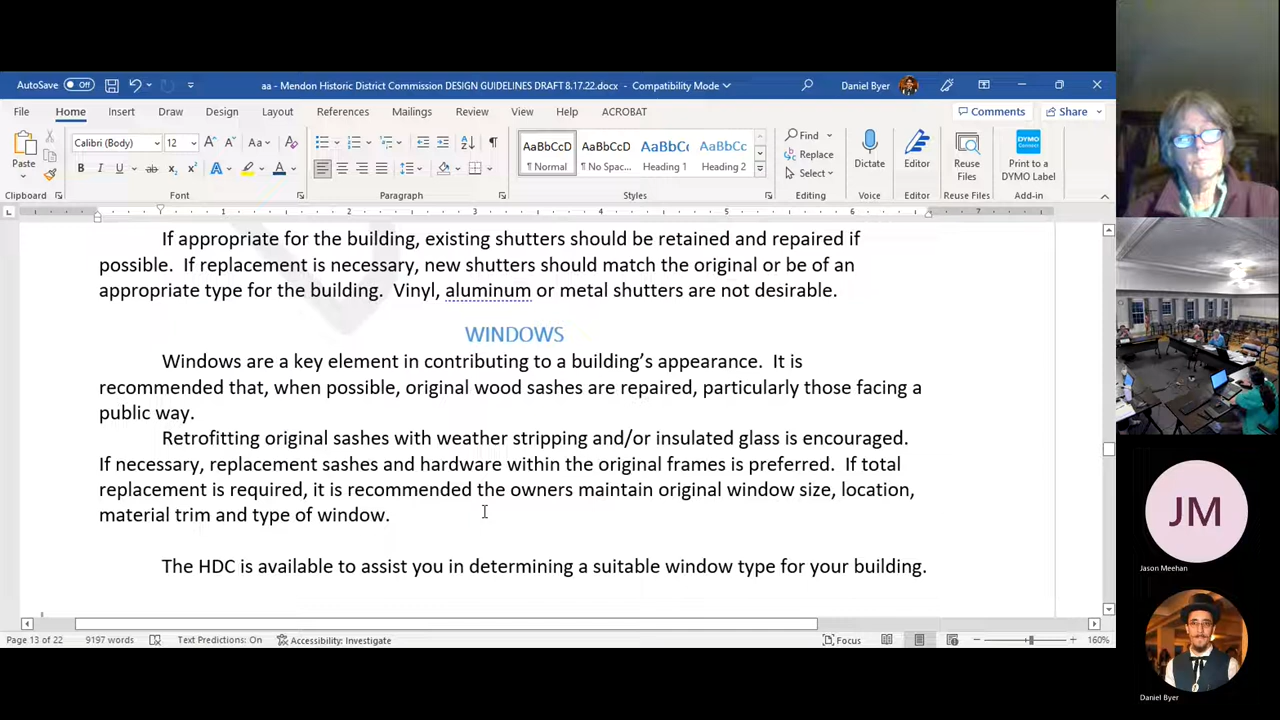 AutoSave Off
aa - Mendon Historic District Commission DESIGN GUIDELINES DRAFT 8.17.22.docx - Compatibility Mode
Daniel Byer
File Home Insert Draw Design Layout References Mailings Review View Help ACROBAT
Comments Share
Calibri (Body) 12
Paste
B I U ab x₂ x² A A
AaBbCcD AaBbCcD AaBbCc AaBbCc
¶ Normal ¶ No Spac... Heading 1 Heading 2
Find
Replace
Select
Dictate
Editor
Reuse Files
Print to a DYMO Label
Clipboard Font Paragraph Styles Editing Voice Editor Reuse Files Add-in
1 2 3 4 5 6 7
If appropriate for the building, existing shutters should be retained and repaired if
possible. If replacement is necessary, new shutters should match the original or be of an
appropriate type for the building. Vinyl, aluminum or metal shutters are not desirable.
WINDOWS
Windows are a key element in contributing to a building’s appearance. It is
recommended that, when possible, original wood sashes are repaired, particularly those facing a
public way.
Retrofitting original sashes with weather stripping and/or insulated glass is encouraged.
If necessary, replacement sashes and hardware within the original frames is preferred. If total
replacement is required, it is recommended the owners maintain original window size, location,
material trim and type of window.
The HDC is available to assist you in determining a suitable window type for your building.
Page 13 of 22 9197 words Text Predictions: On Accessibility: Investigate Focus 160%
JM
Jason Meehan
Daniel Byer